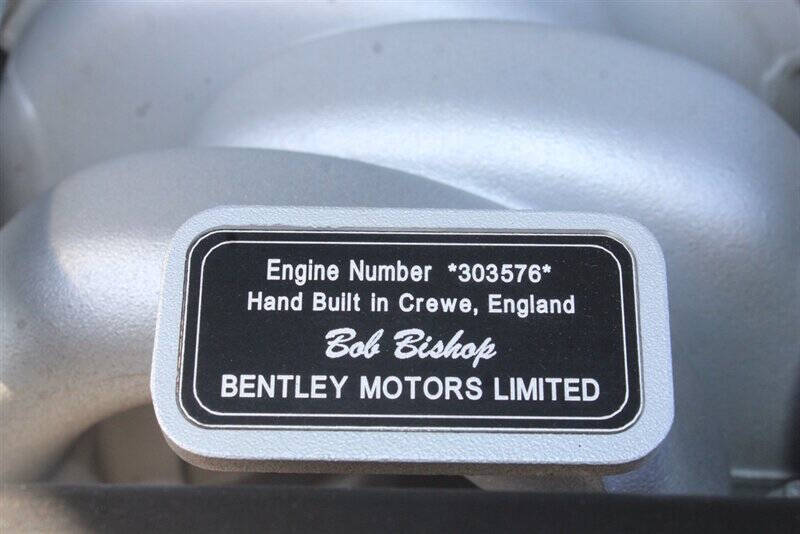 Engine Number *303576*
Hand Built in Crewe, England
Bob Bishop
BENTLEY MOTORS LIMITED